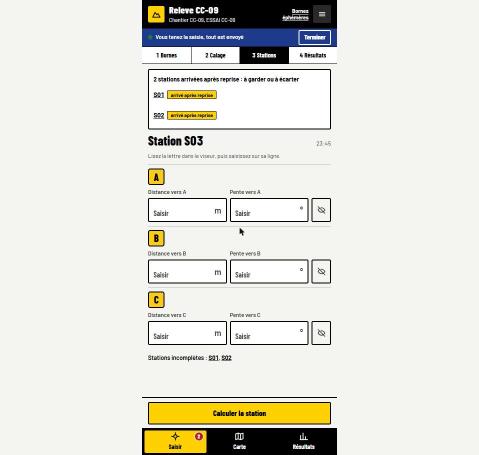 Releve CC-09
Chantier CC-09, ESSAI CC-09
Bornes
éphémères
Vous tenez la saisie, tout est envoyé
Terminer
1 Bornes
2 Calage
3 Stations
4 Résultats
2 stations arrivées après reprise : à garder ou à écarter
S01 arrivé après reprise
S02 arrivé après reprise
Station S03
23:45
Lisez la lettre dans le viseur, puis saisissez sur sa ligne.
A
Distance vers A
Pente vers A
Saisir m
Saisir °
B
Distance vers B
Pente vers B
Saisir m
Saisir °
C
Distance vers C
Pente vers C
Saisir m
Saisir °
Stations incomplètes : S01, S02
Calculer la station
Saisir
Carte
Résultats